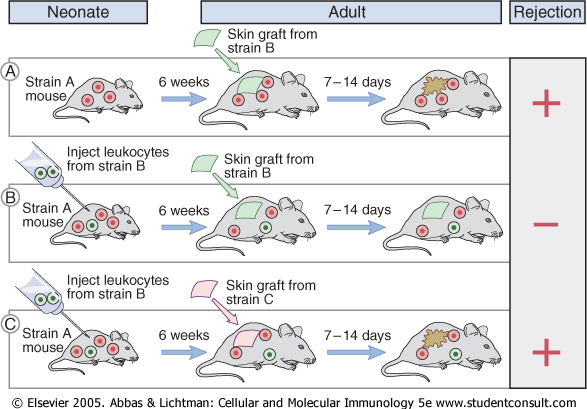 Neonate
Adult
Rejection
Skin graft from
strain B
A
Strain A
mouse
6 weeks
7–14 days
+
Inject leukocytes
from strain B
Skin graft from
strain B
B
Strain A
mouse
6 weeks
7–14 days
–
Inject leukocytes
from strain B
Skin graft from
strain C
C
Strain A
mouse
6 weeks
7–14 days
+
© Elsevier 2005. Abbas & Lichtman: Cellular and Molecular Immunology 5e www.studentconsult.com